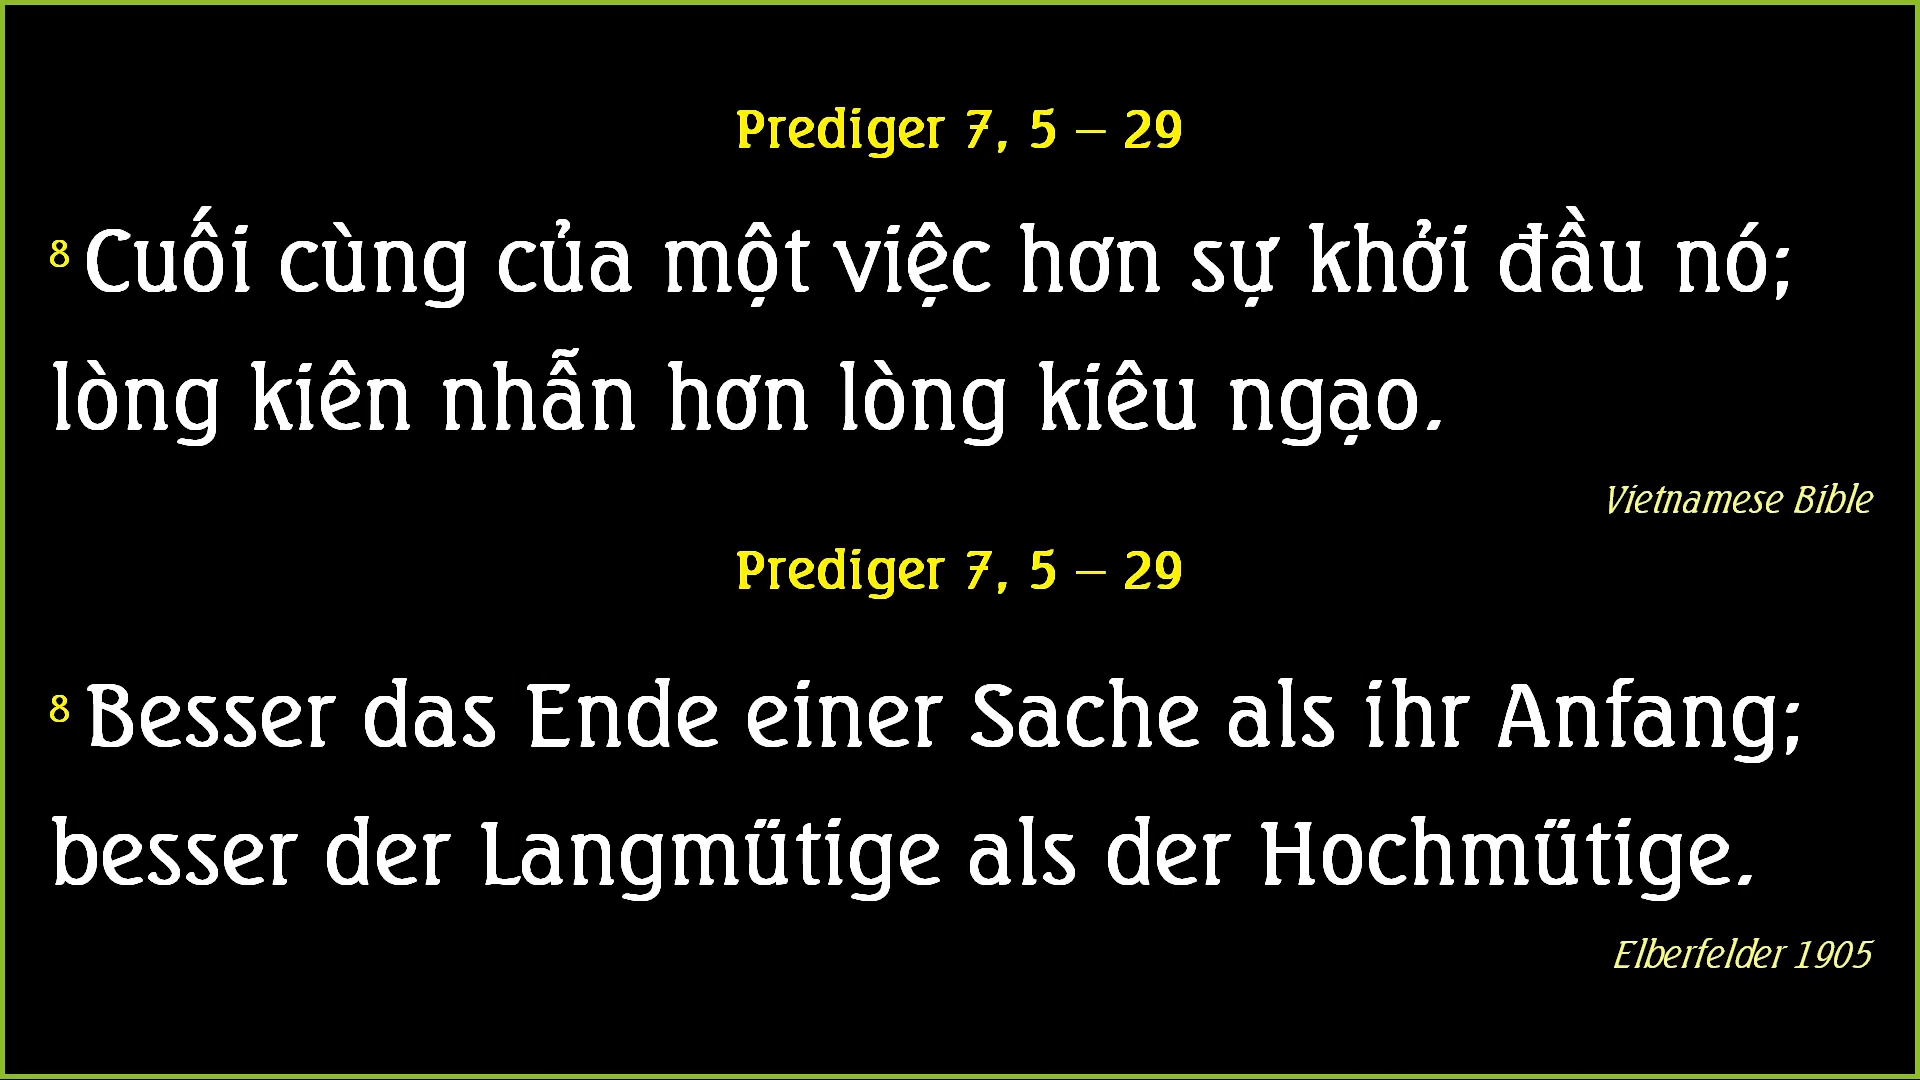 Prediger 7, 5 – 29
8 Cuối cùng của một việc hơn sự khởi đầu nó;
lòng kiên nhẫn hơn lòng kiêu ngạo.
Vietnamese Bible
Prediger 7, 5 – 29
8 Besser das Ende einer Sache als ihr Anfang;
besser der Langmütige als der Hochmütige.
Elberfelder 1905